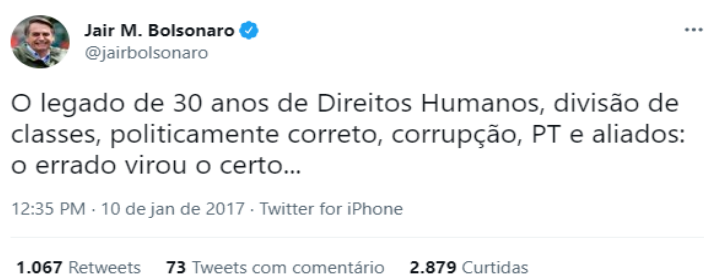 Jair M. Bolsonaro
@jairbolsonaro
O legado de 30 anos de Direitos Humanos, divisão de
classes, politicamente correto, corrupção, PT e aliados:
o errado virou o certo...
12:35 PM · 10 de jan de 2017 · Twitter for iPhone
1.067 Retweets 73 Tweets com comentário 2.879 Curtidas